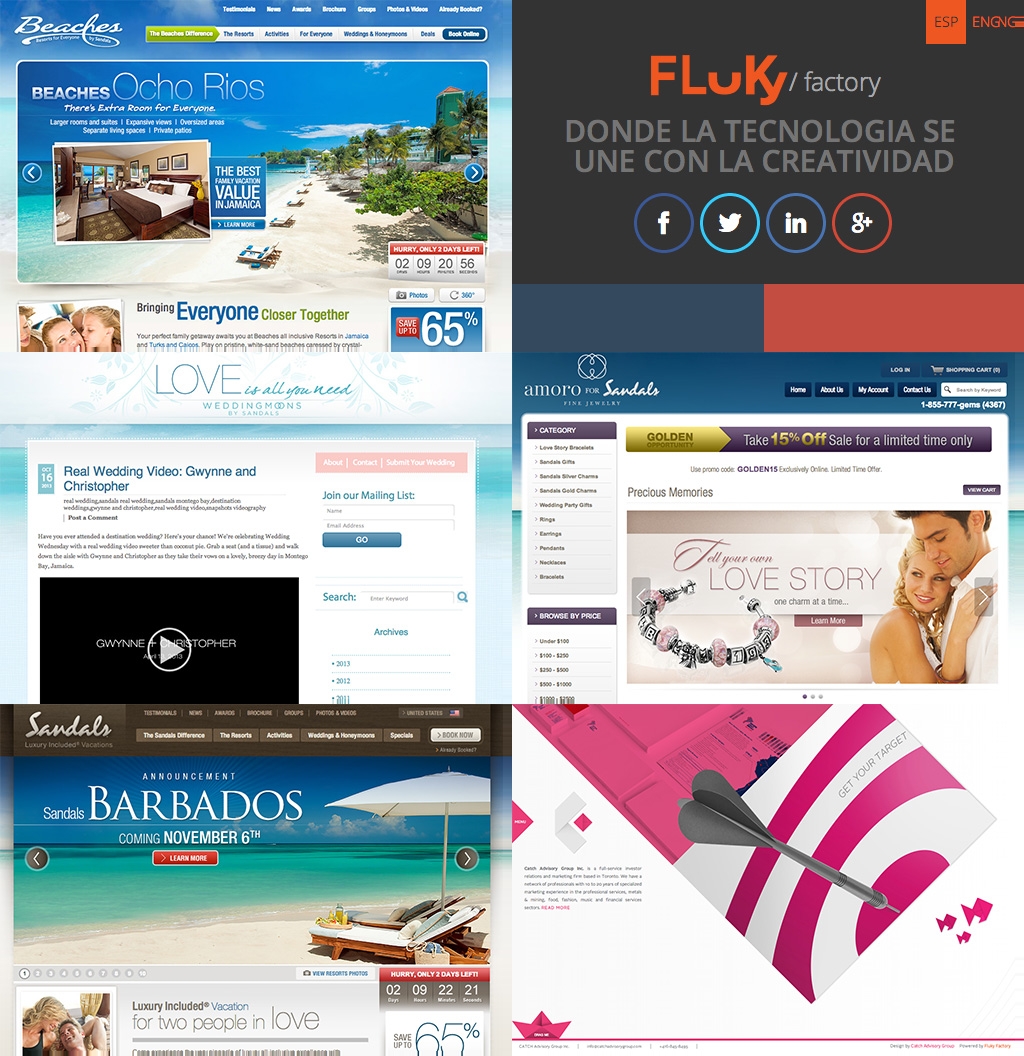 Testimonials News Awards Brochure Groups Photos & Videos Already Booked?
Beaches
Resorts for Everyone by Sandals
The Beaches Difference The Resorts Activities For Everyone Weddings & Honeymoons Deals Book Online
BEACHES Ocho Rios
There's Extra Room for Everyone.
Larger rooms and suites | Expansive views | Oversized areas
Separate living spaces | Private patios
THE BEST
FAMILY VACATION
VALUE
IN JAMAICA
LEARN MORE
HURRY, ONLY 2 DAYS LEFT!
02 09 20 56
DAYS HOURS MINUTES SECONDS
Photos 360°
Bringing Everyone Closer Together
Your perfect family getaway awaits you at Beaches all inclusive Resorts in Jamaica
and Turks and Caicos. Play on pristine, white-sand beaches caressed by crystal-
SAVE
UP TO
65%
ESP ENG
FLuKy / factory
DONDE LA TECNOLOGIA SE
UNE CON LA CREATIVIDAD
f in g+
LOVE is all you need
WEDDINGMOONS
BY SANDALS
OCT
16
2013
Real Wedding Video: Gwynne and
Christopher
real wedding,sandals real wedding,sandals montego bay,destination
weddings,gwynne and christopher,real wedding video,snapshots videography
Post a Comment
Have you ever attended a destination wedding? Here's your chance! We're celebrating Wedding
Wednesday with a real wedding video sweeter than coconut pie. Grab a seat (and a tissue) and walk
down the aisle with Gwynne and Christopher as they take their vows on a lovely, breezy day in Montego
Bay, Jamaica.
GWYNNE + CHRISTOPHER
About | Contact | Submit Your Wedding
Join our Mailing List:
Name
Email Address
GO
Search: Enter Keyword
Archives
• 2013
• 2012
• 2011
amoro FOR Sandals
FINE JEWELRY
LOG IN SHOPPING CART (0)
Home About Us My Account Contact Us Search by Keyword
1-855-777-gems (4367)
CATEGORY
Love Story Bracelets
Sandals Gifts
Sandals Silver Charms
Sandals Gold Charms
Wedding Party Gifts
Rings
Earrings
Pendants
Necklaces
Bracelets
BROWSE BY PRICE
Under $100
$100 - $250
$250 - $500
$500 - $1000
$1000 - $2500
GOLDEN
OPPORTUNITY
Take 15% Off Sale for a limited time only
Use promo code: GOLDEN15 Exclusively Online. Limited Time Offer.
Precious Memories VIEW CART
Tell your own
LOVE STORY
one charm at a time...
Learn More
TESTIMONIALS | NEWS | AWARDS | BROCHURE | GROUPS | PHOTOS & VIDEOS UNITED STATES
Sandals
Luxury Included® Vacations
The Sandals Difference The Resorts Activities Weddings & Honeymoons Specials BOOK NOW
Already Booked?
ANNOUNCEMENT
Sandals BARBADOS
COMING NOVEMBER 6TH
LEARN MORE
1 2 3 4 5 6 7 8 9 10
VIEW RESORTS PHOTOS
HURRY, ONLY 2 DAYS LEFT!
02 09 22 21
Days Hours Minutes Seconds
Luxury Included® Vacation
for two people in love
SAVE
UP TO
65%
GET YOUR TARGET
MENU
Catch Advisory Group Inc. is a full-service investor
relations and marketing firm based in Toronto. We have a
network of professionals with 10 to 20 years of specialized
marketing experience in the professional services, metals
& mining, food, fashion, music and financial services
sectors. READ MORE
CATCH Advisory Group Inc. | info@catchadvisorygroup.com |
Design by Catch Advisory Group Powered by Fluky Factory